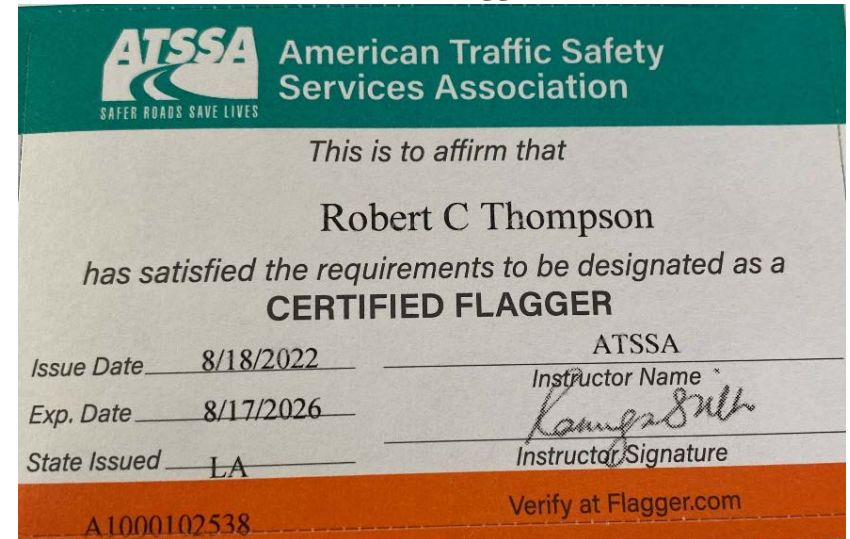 ATSSA
SAFER ROADS SAVE LIVES
American Traffic Safety
Services Association
This is to affirm that
Robert C Thompson
has satisfied the requirements to be designated as a
CERTIFIED FLAGGER
Issue Date 8/18/2022
ATSSA
Instructor Name
Exp. Date 8/17/2026
State Issued LA
Instructor Signature
A1000102538
Verify at Flagger.com